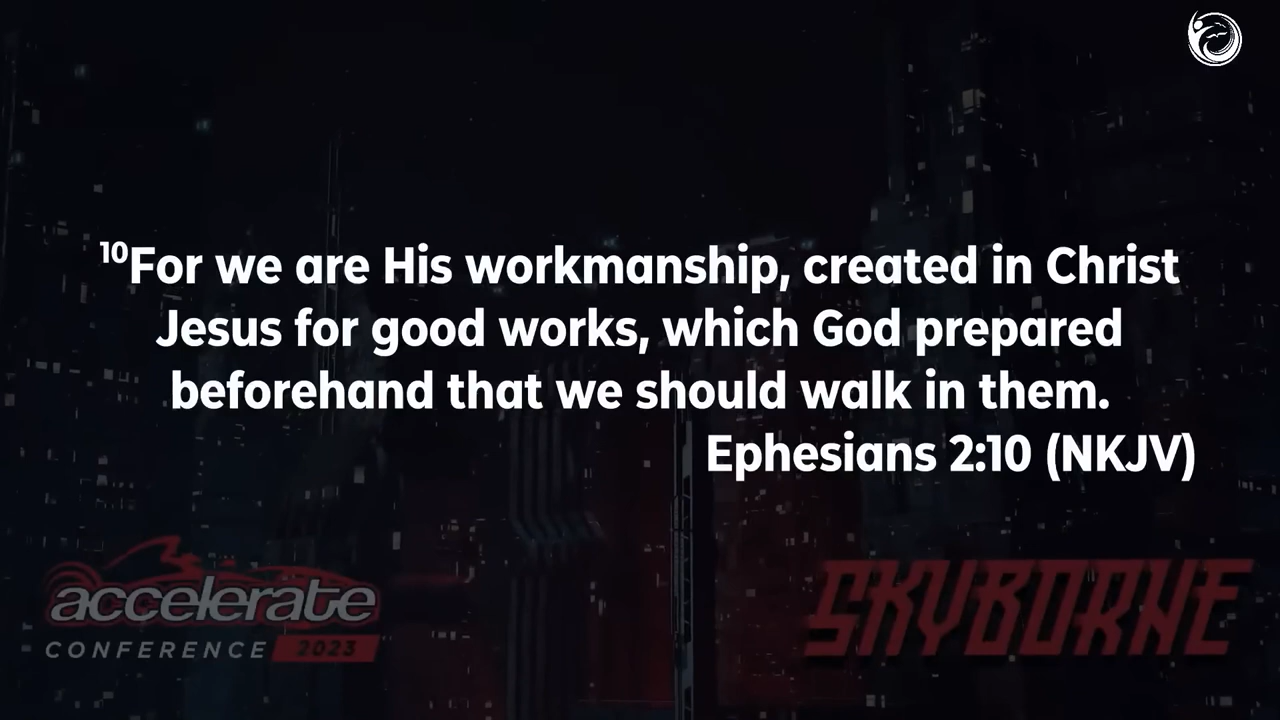 ¹⁰For we are His workmanship, created in Christ
Jesus for good works, which God prepared
beforehand that we should walk in them.
Ephesians 2:10 (NKJV)
accelerate
CONFERENCE 2023
SKYBORNE